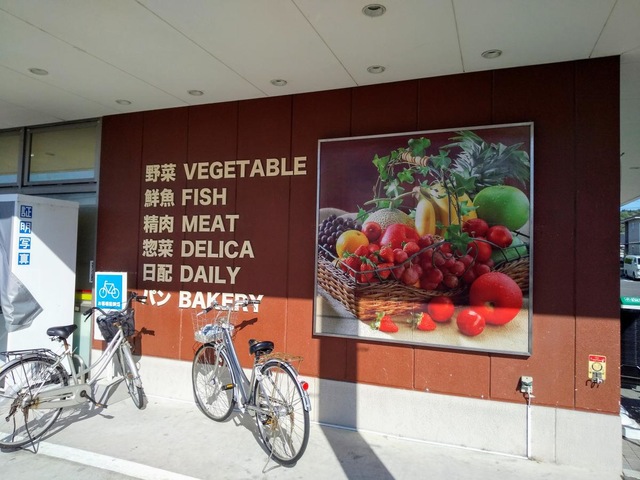 野菜 VEGETABLE
鮮魚 FISH
精肉 MEAT
惣菜 DELICA
日配 DAILY
パン BAKERY
証明写真